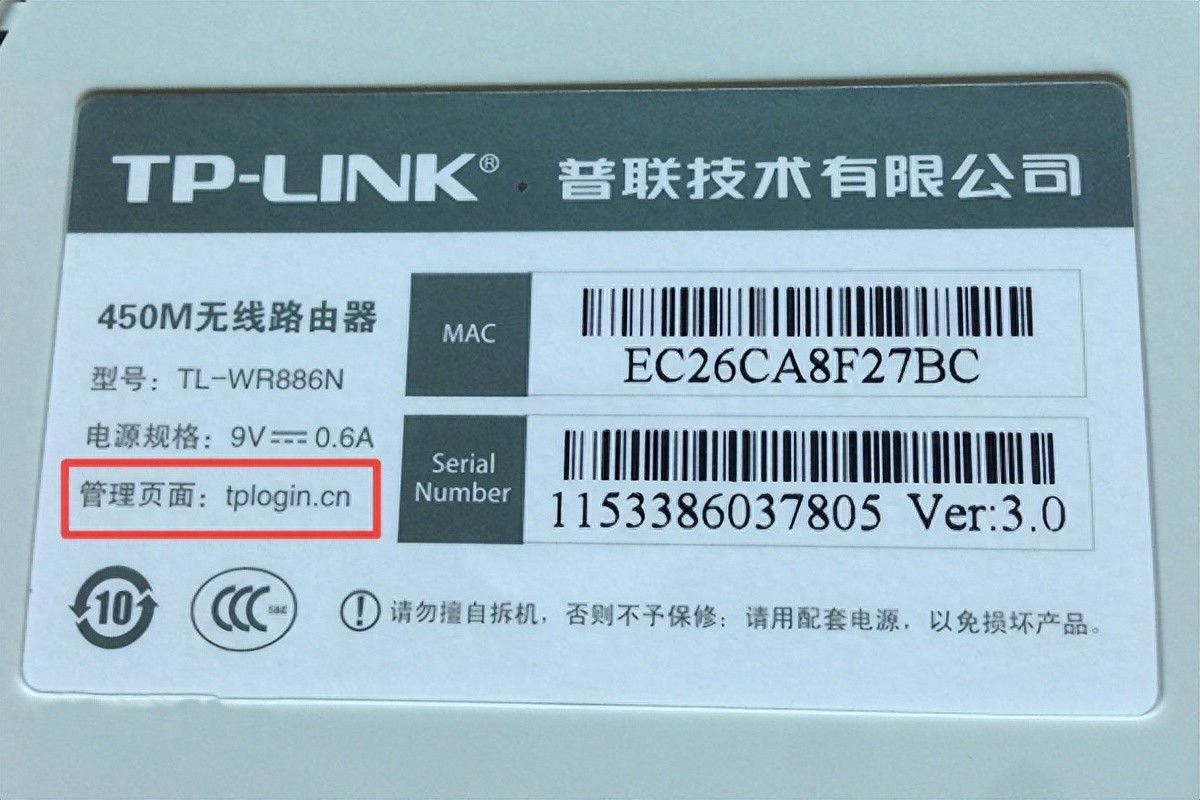 TP-LINK® 普联技术有限公司
450M无线路由器
型号：TL-WR886N
电源规格：9V⎓0.6A
管理页面：tplogin.cn
MAC
EC26CA8F27BC
Serial Number
1153386037805 Ver:3.0
10
CCC S&E
! 请勿擅自拆机，否则不予保修；请用配套电源，以免损坏产品。